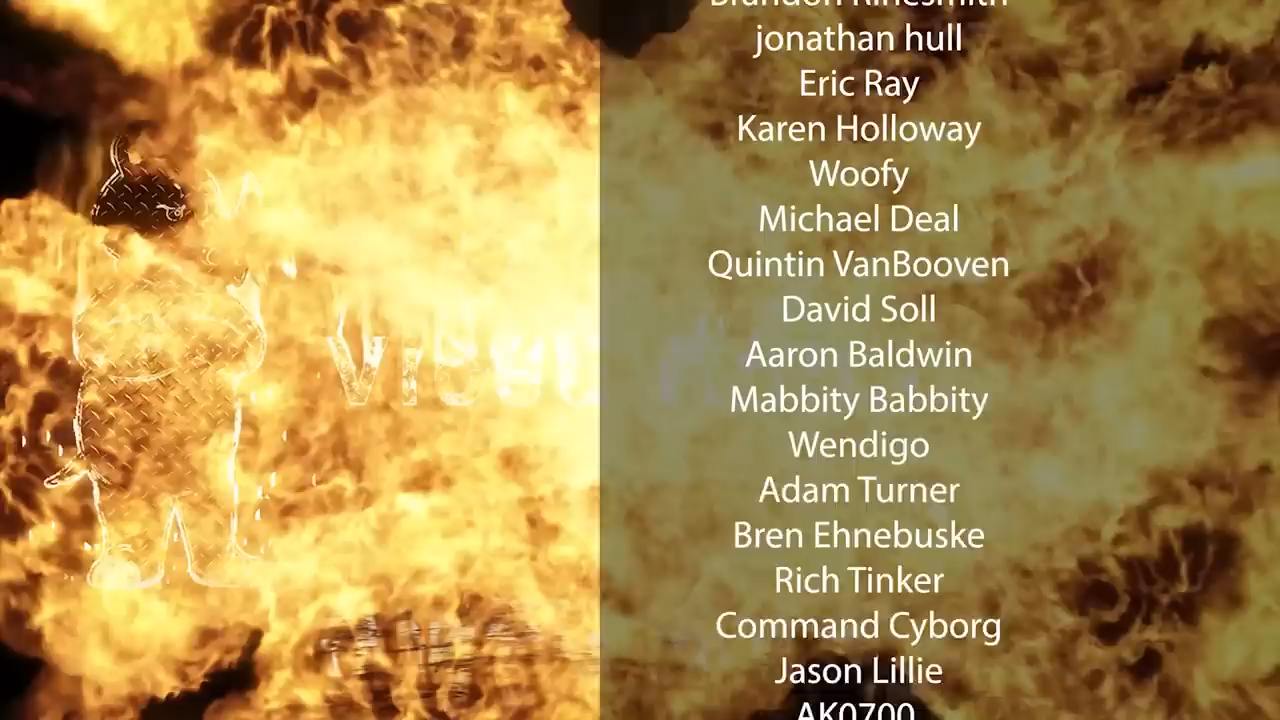 jonathan hull
Eric Ray
Karen Holloway
Woofy
Michael Deal
Quintin VanBooven
David Soll
Aaron Baldwin
Mabbity Babbity
Wendigo
Adam Turner
Bren Ehnebuske
Rich Tinker
Command Cyborg
Jason Lillie
AK0700